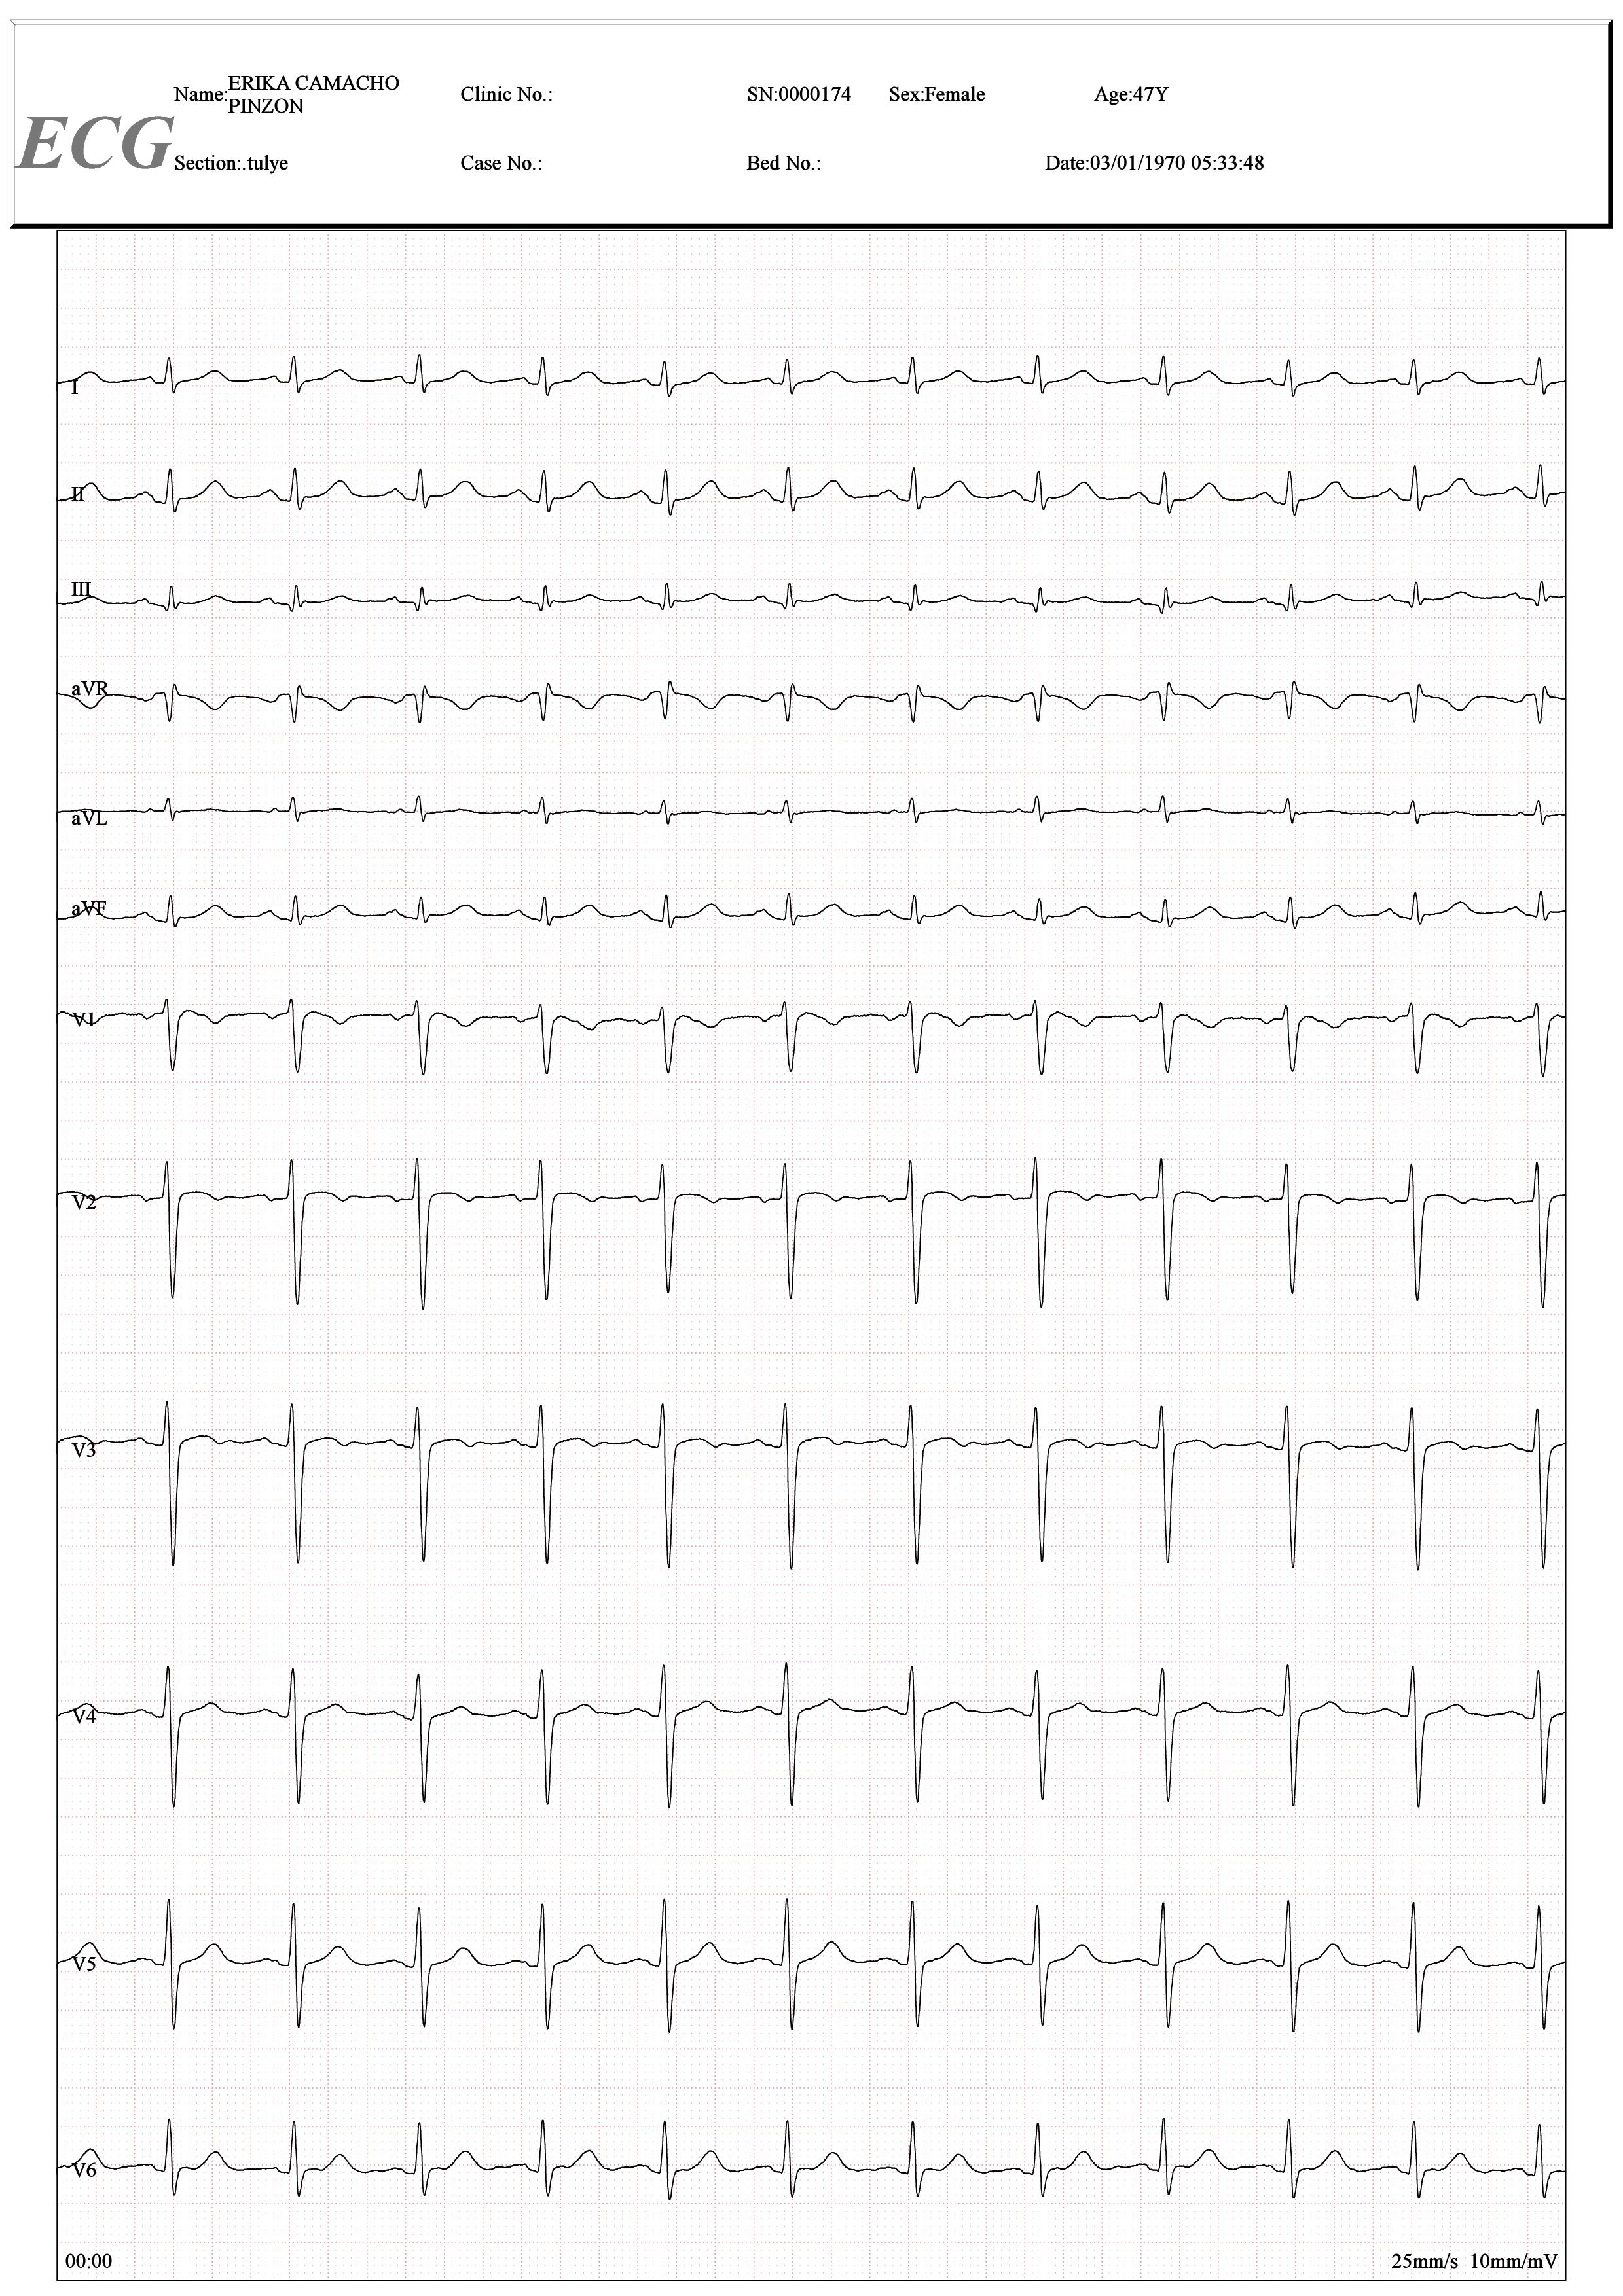 ECG
Name:ERIKA CAMACHO PINZON Clinic No.: SN:0000174 Sex:Female Age:47Y
Section:.tulye Case No.: Bed No.: Date:03/01/1970 05:33:48
I
II
III
aVR
aVL
aVF
V1
V2
V3
V4
V5
V6
00:00 25mm/s 10mm/mV